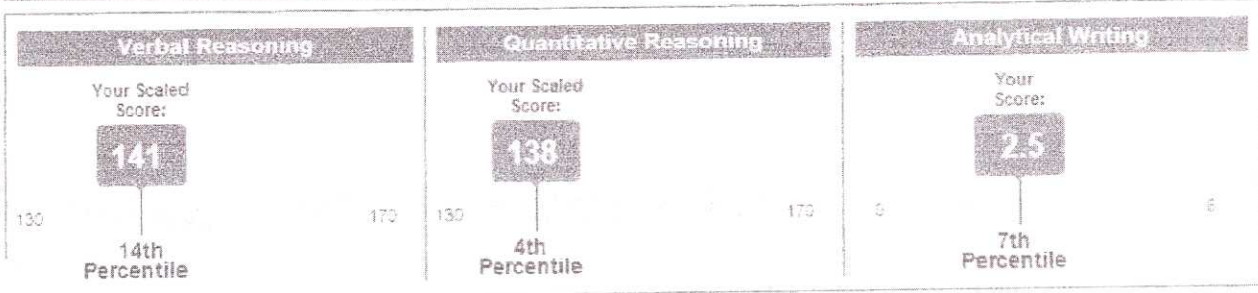 Verbal Reasoning
Your Scaled
Score:
141
130
170
14th
Percentile
Quantitative Reasoning
Your Scaled
Score:
138
130
170
4th
Percentile
Analytical Writing
Your
Score:
2.5
0
6
7th
Percentile